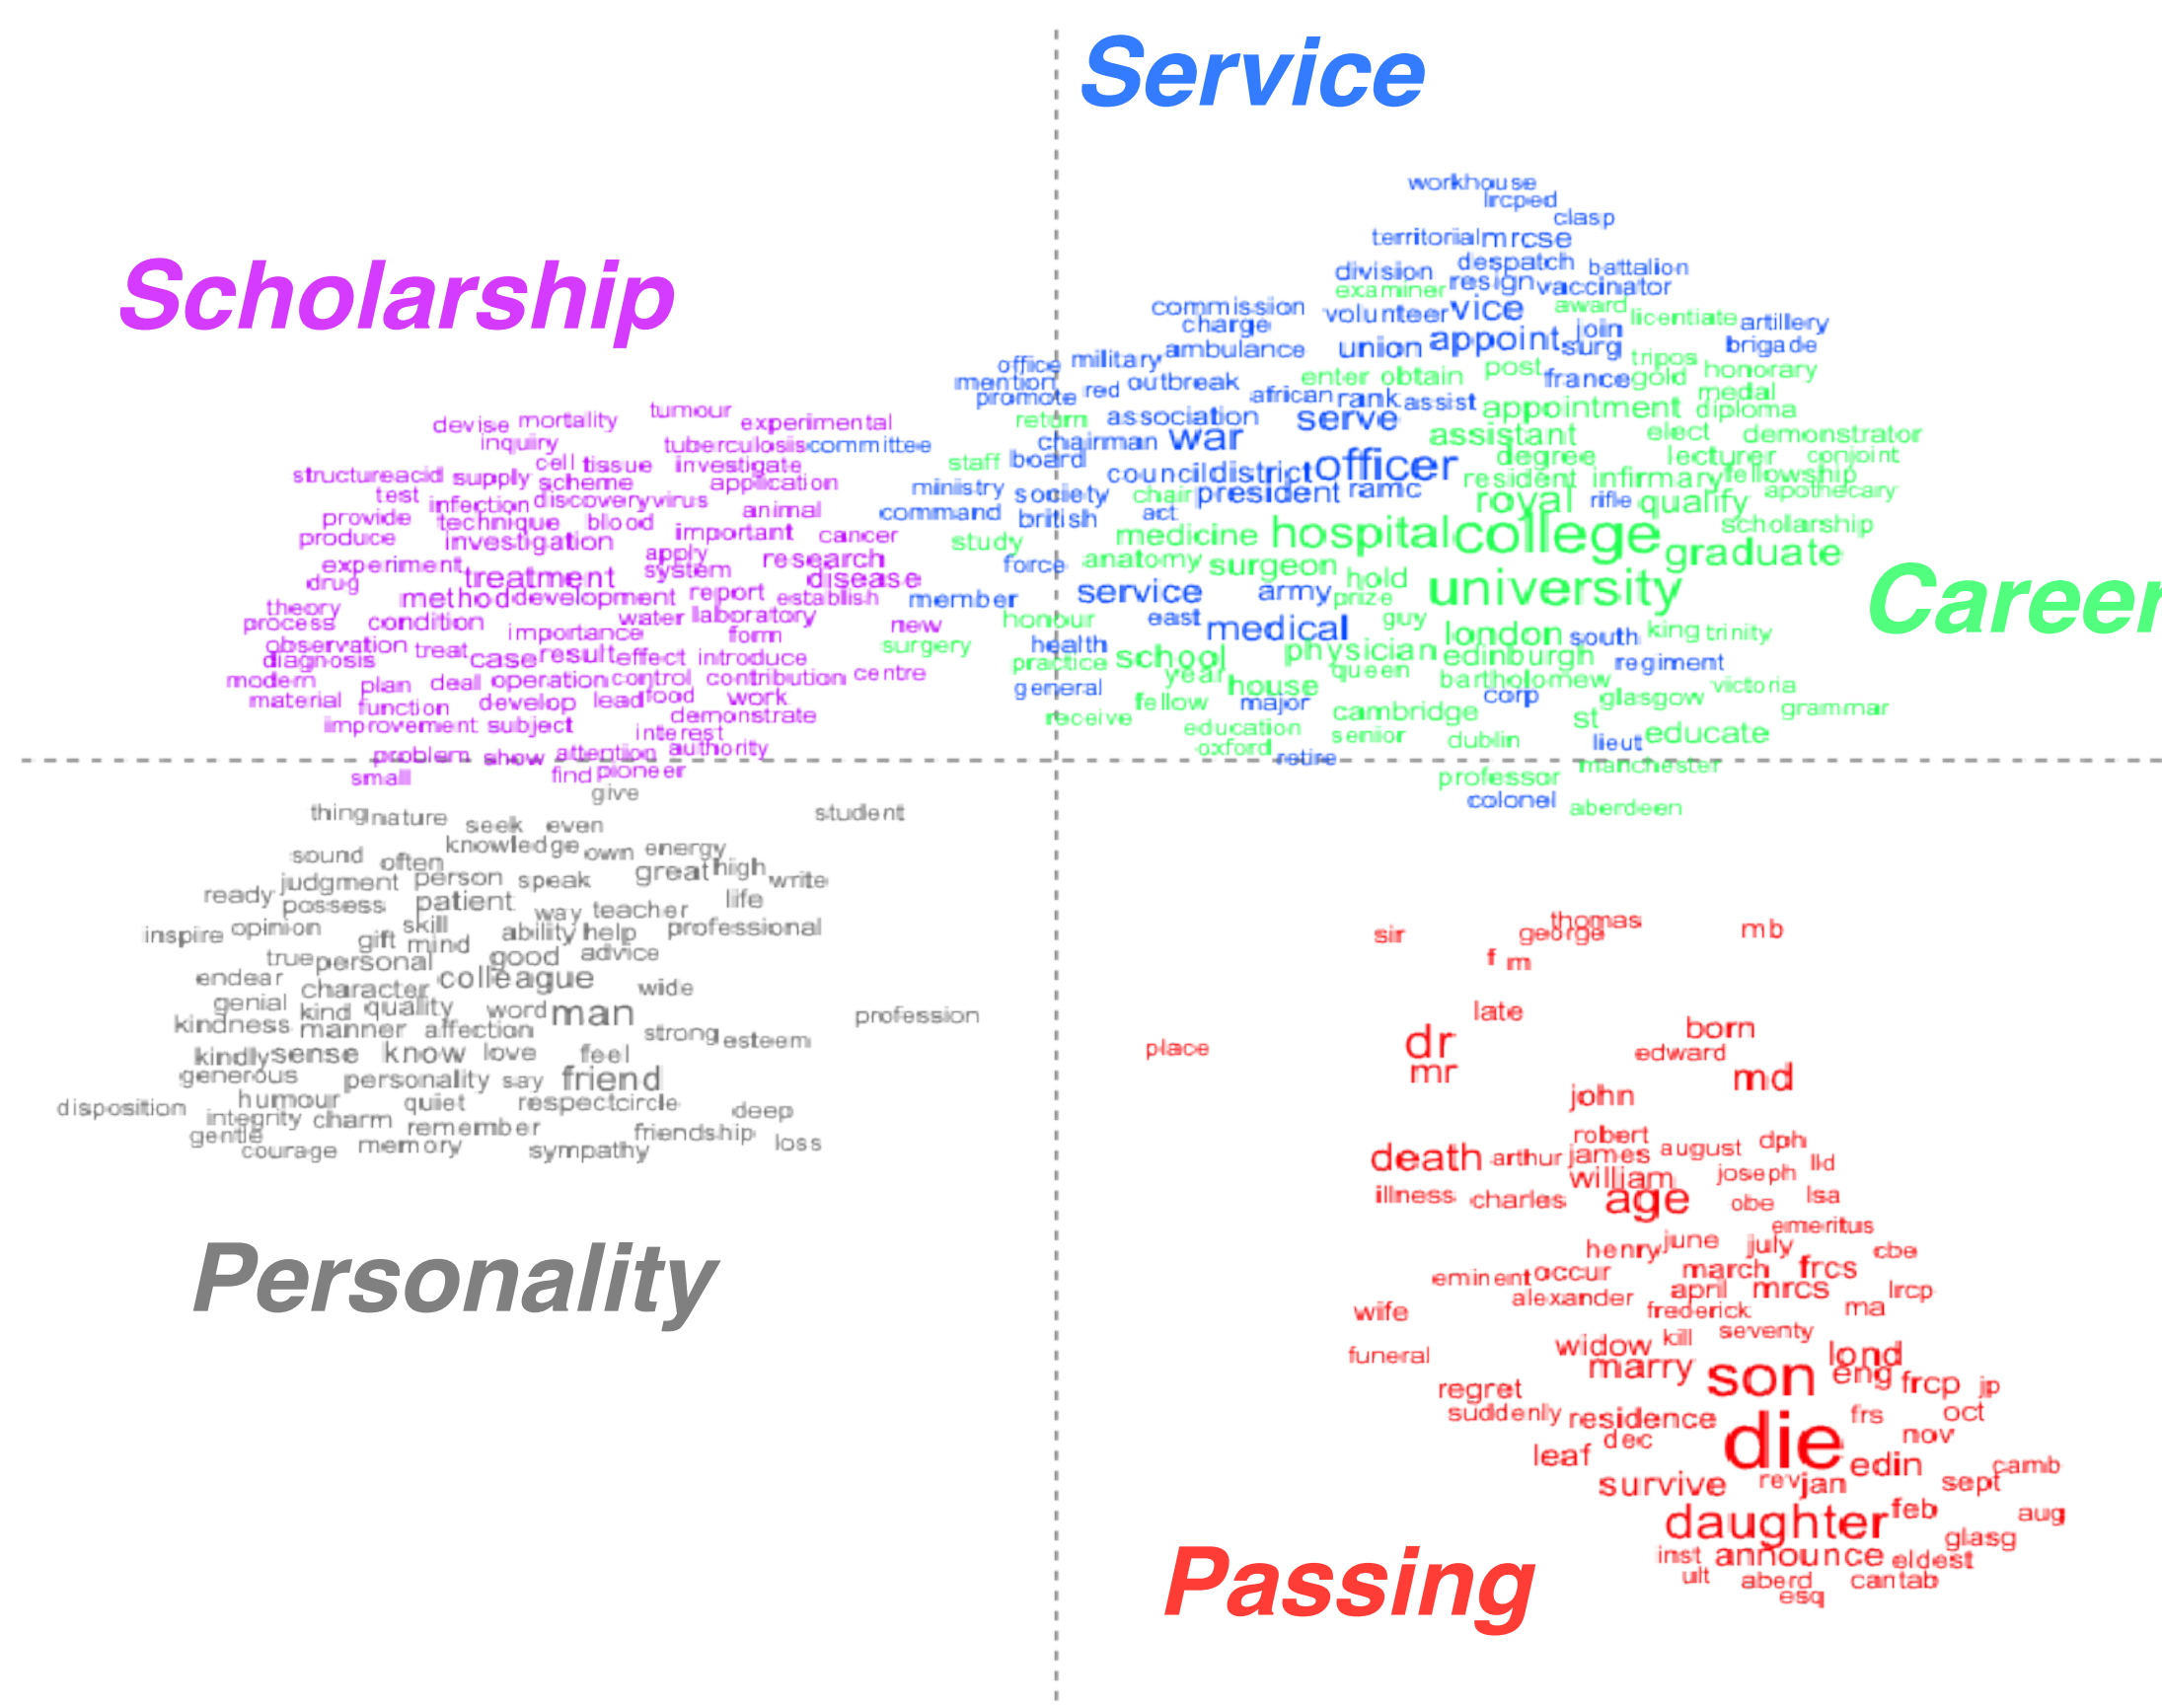 Service
workhouse
lrcped
clasp
territorial mrcse
Scholarship
despatch battalion
division
resign vaccinator
examiner
commission volunteer vice award licentiate artillery
charge
appoint join
ambulance union surg brigade
office military tripos
enter obtain post france gold honorary
mention promote red outbreak african rank assist medal
devise mortality tumour experimental
return association serve appointment diploma
inquiry tuberculosis committee chairman war assistant elect demonstrator
cell tissue investigate staff board officer degree lecturer conjoint
structure acid supply scheme application council district resident infirmary fellowship
test infection discovery virus ministry society chair president ramc royal rifle qualify apothecary
provide technique blood animal command british act scholarship
produce investigation important cancer study medicine hospital college graduate
experiment apply research force anatomy surgeon hold
drug treatment system disease university
Career
theory method development report establish member service army prize
process condition importance water laboratory form new honour east medical guy london south king trinity
observation treat case result effect introduce surgery health physician edinburgh regiment
diagnosis practice school queen
modern plan deal operation control contribution centre general year house bartholomew victoria
material function develop lead food work fellow major corp glasgow grammar
improvement subject demonstrate receive education cambridge st
interest oxford senior dublin lieut educate
problem show attention authority retire manchester
small find pioneer professor
give colonel aberdeen
thing nature seek even student
sound often knowledge own energy
judgment person speak great high write
ready possess patient way teacher life
inspire opinion skill ability help professional
gift mind
true personal good advice
endear character colleague wide
genial kind quality word man profession
kindness manner affection strong esteem
kindly sense know love feel
generous personality say friend
disposition humour quiet respect circle deep
integrity charm remember friendship
gentle courage memory sympathy loss
Personality
sir george thomas mb
f m
late
dr born
place mr edward md
john
robert
death arthur james august dph
william joseph lld
illness charles age obe lsa
emeritus
henry june july cbe
eminent occur march frcs
alexander april mrcs lrcp
wife frederick ma
widow kill seventy
funeral marry son lond
eng
regret frcp jp
suddenly residence frs oct
dec die nov
leaf edin camb
survive rev jan sept
daughter feb aug
glasg
inst announce eldest
ult aberd cantab
esq
Passing